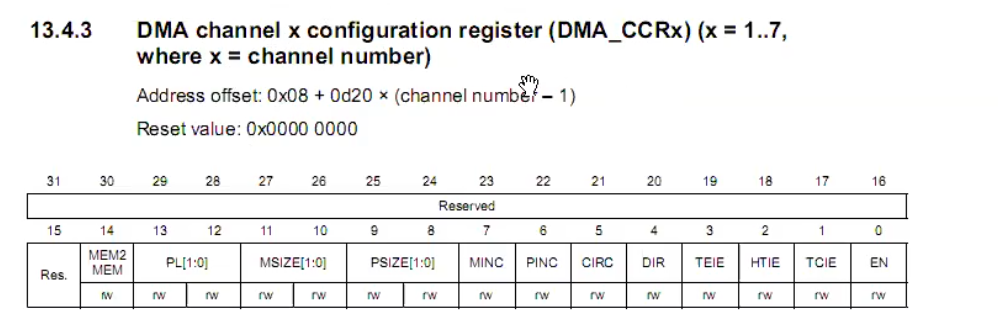 13.4.3 DMA channel x configuration register (DMA_CCRx) (x = 1..7,
where x = channel number)
Address offset: 0x08 + 0d20 × (channel number – 1)
Reset value: 0x0000 0000
31 30 29 28 27 26 25 24 23 22 21 20 19 18 17 16
Reserved
15 14 13 12 11 10 9 8 7 6 5 4 3 2 1 0
Res. MEM2 MEM PL[1:0] MSIZE[1:0] PSIZE[1:0] MINC PINC CIRC DIR TEIE HTIE TCIE EN
rw rw rw rw rw rw rw rw rw rw rw rw rw rw rw